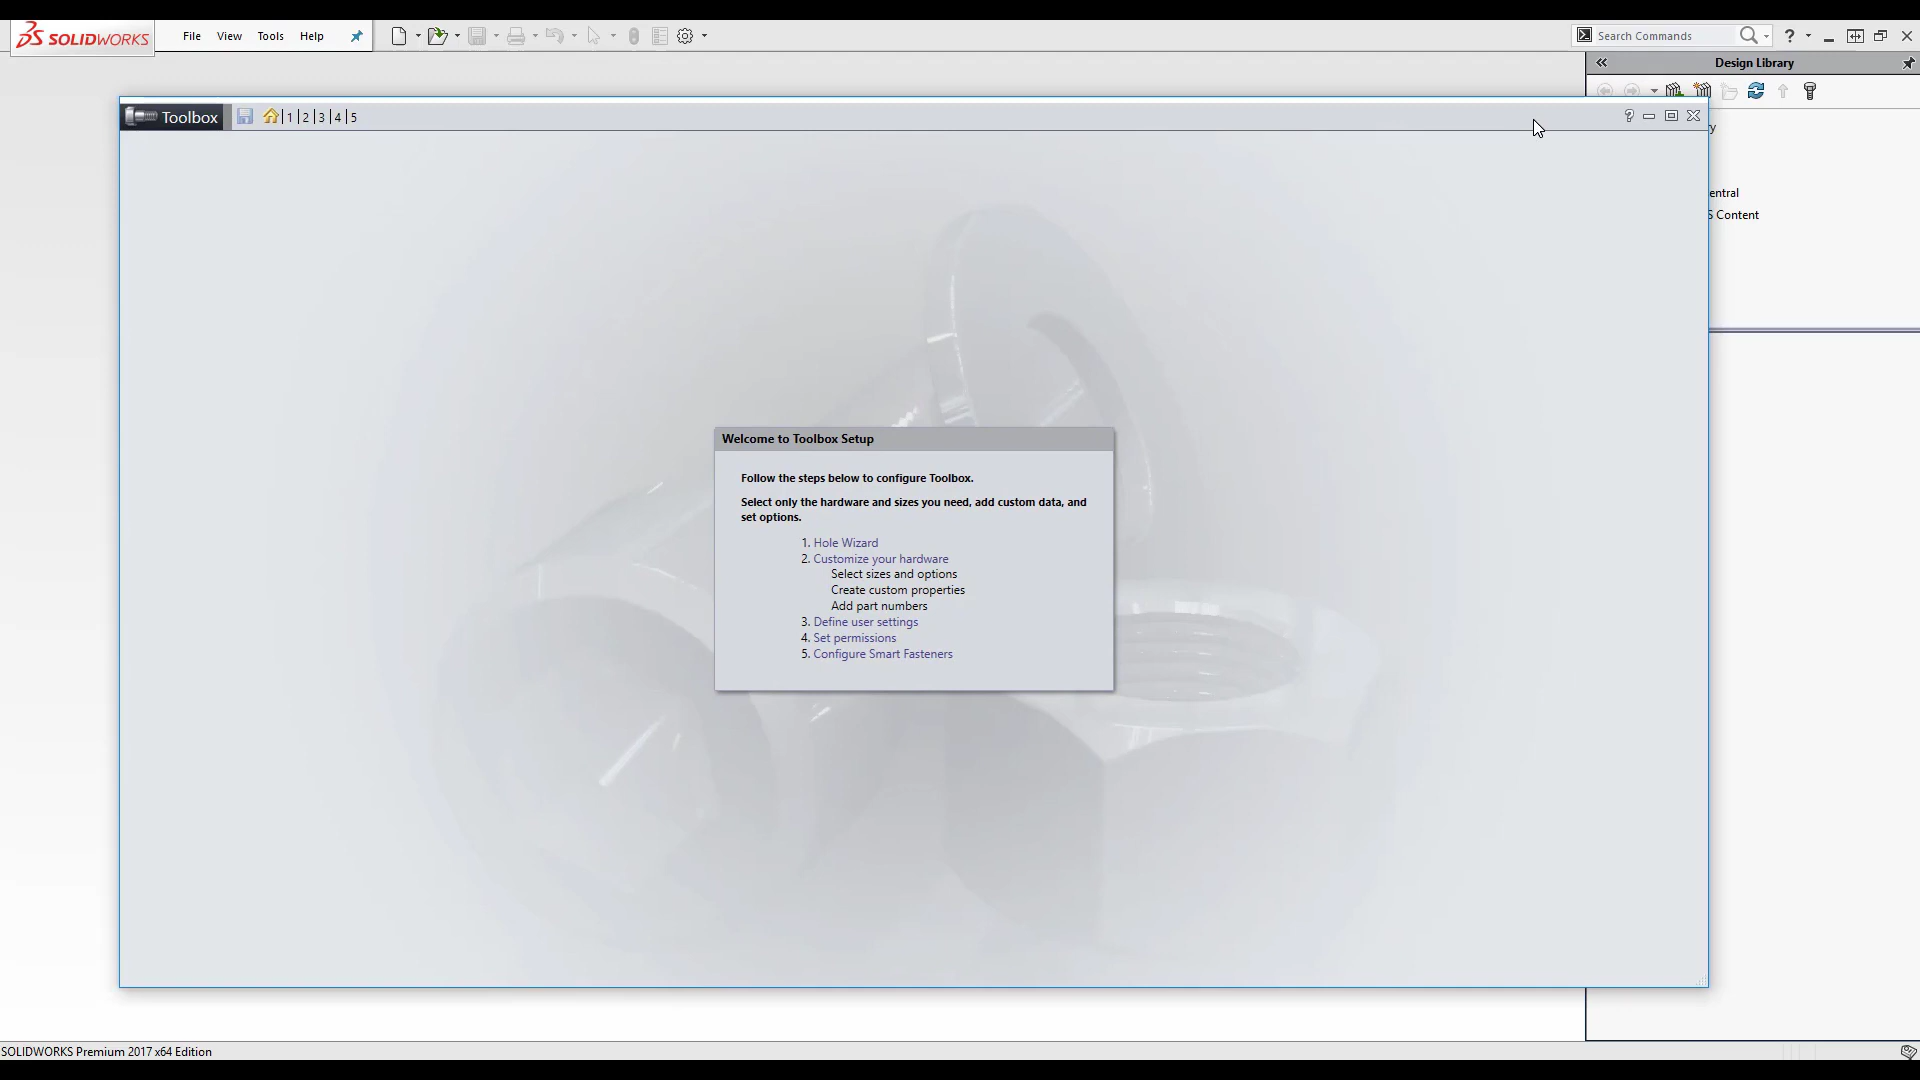 SOLIDWORKS File View Tools Help Search Commands ?
Design Library
Toolbox 1 2 3 4 5 ?
entral
S Content
Welcome to Toolbox Setup
Follow the steps below to configure Toolbox.
Select only the hardware and sizes you need, add custom data, and
set options.
1. Hole Wizard
2. Customize your hardware
Select sizes and options
Create custom properties
Add part numbers
3. Define user settings
4. Set permissions
5. Configure Smart Fasteners
SOLIDWORKS Premium 2017 x64 Edition